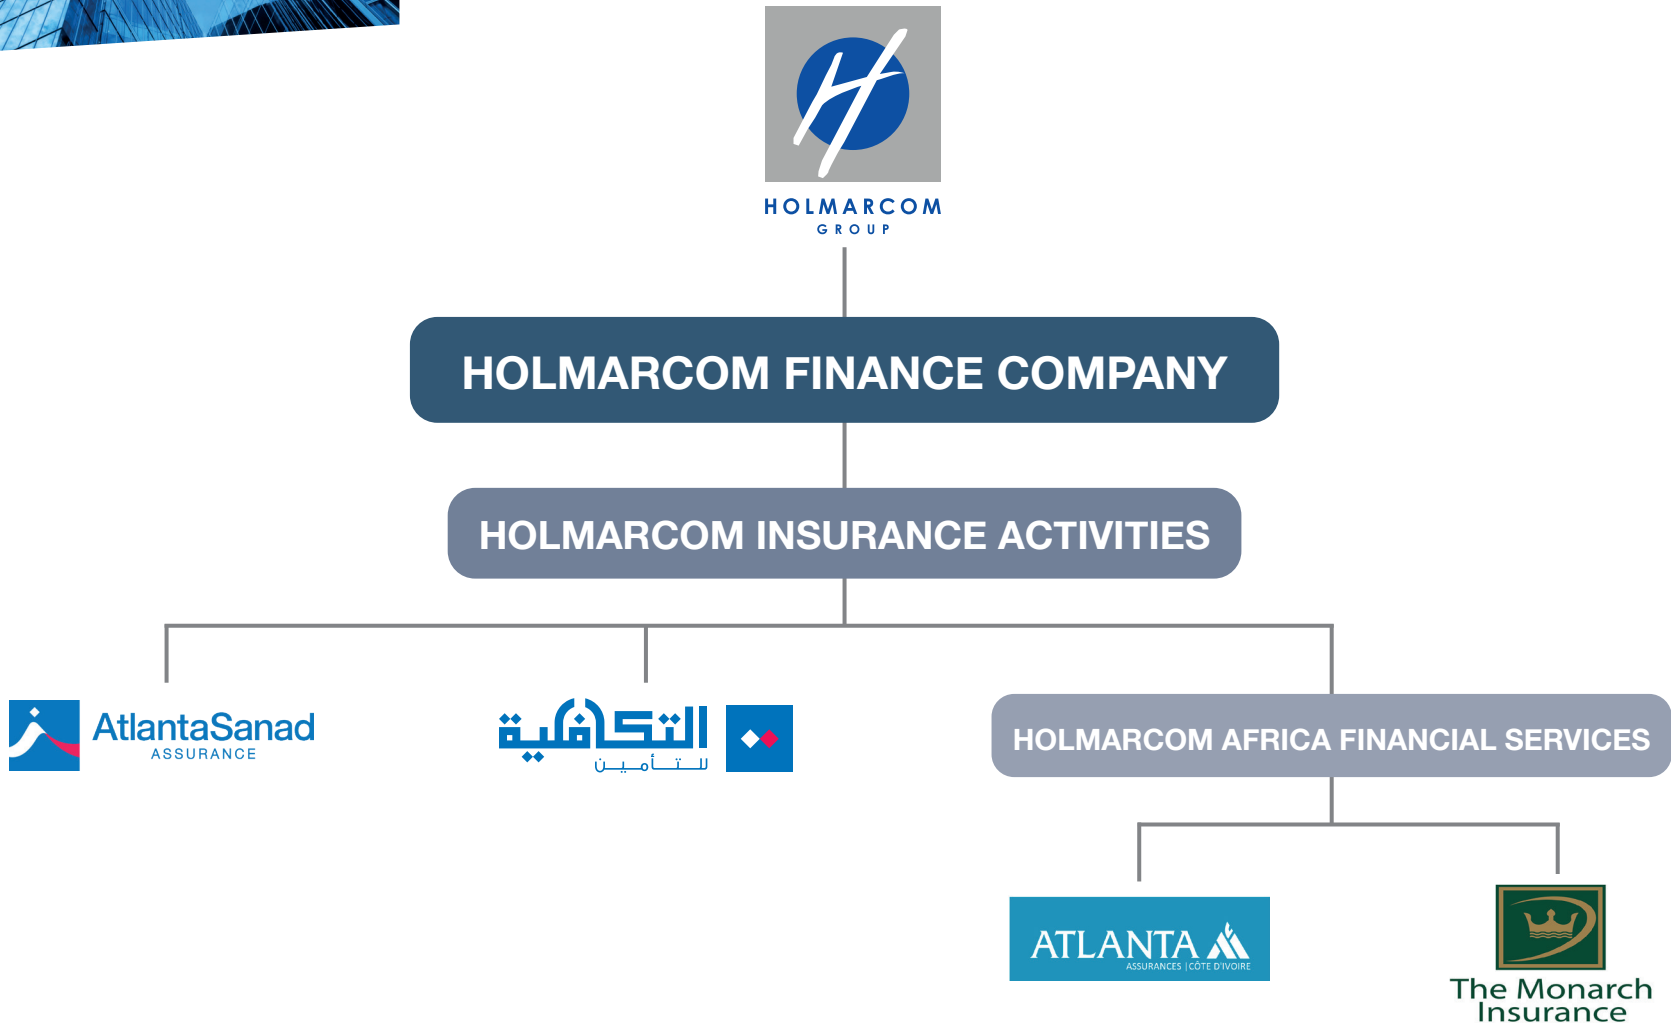 HOLMARCOM
GROUP
HOLMARCOM FINANCE COMPANY
HOLMARCOM INSURANCE ACTIVITIES
AtlantaSanad
ASSURANCE
التكافلية
للتأمين
HOLMARCOM AFRICA FINANCIAL SERVICES
ATLANTA
ASSURANCES | CÔTE D'IVOIRE
The Monarch
Insurance